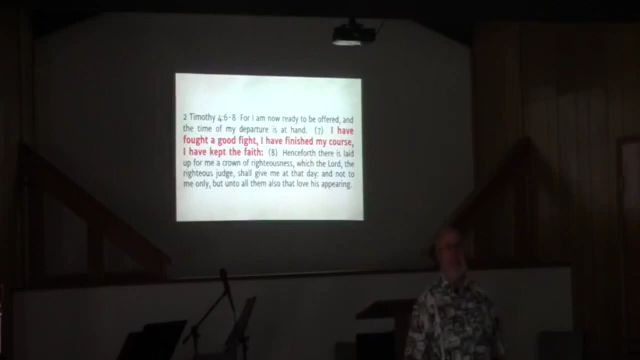 2 Timothy 4:6-8 For I am now ready to be offered, and
the time of my departure is at hand. (7) I have
fought a good fight, I have finished my course,
I have kept the faith: (8) Henceforth there is laid
up for me a crown of righteousness, which the Lord, the
righteous judge, shall give me at that day: and not to
me only, but unto all them also that love his appearing.